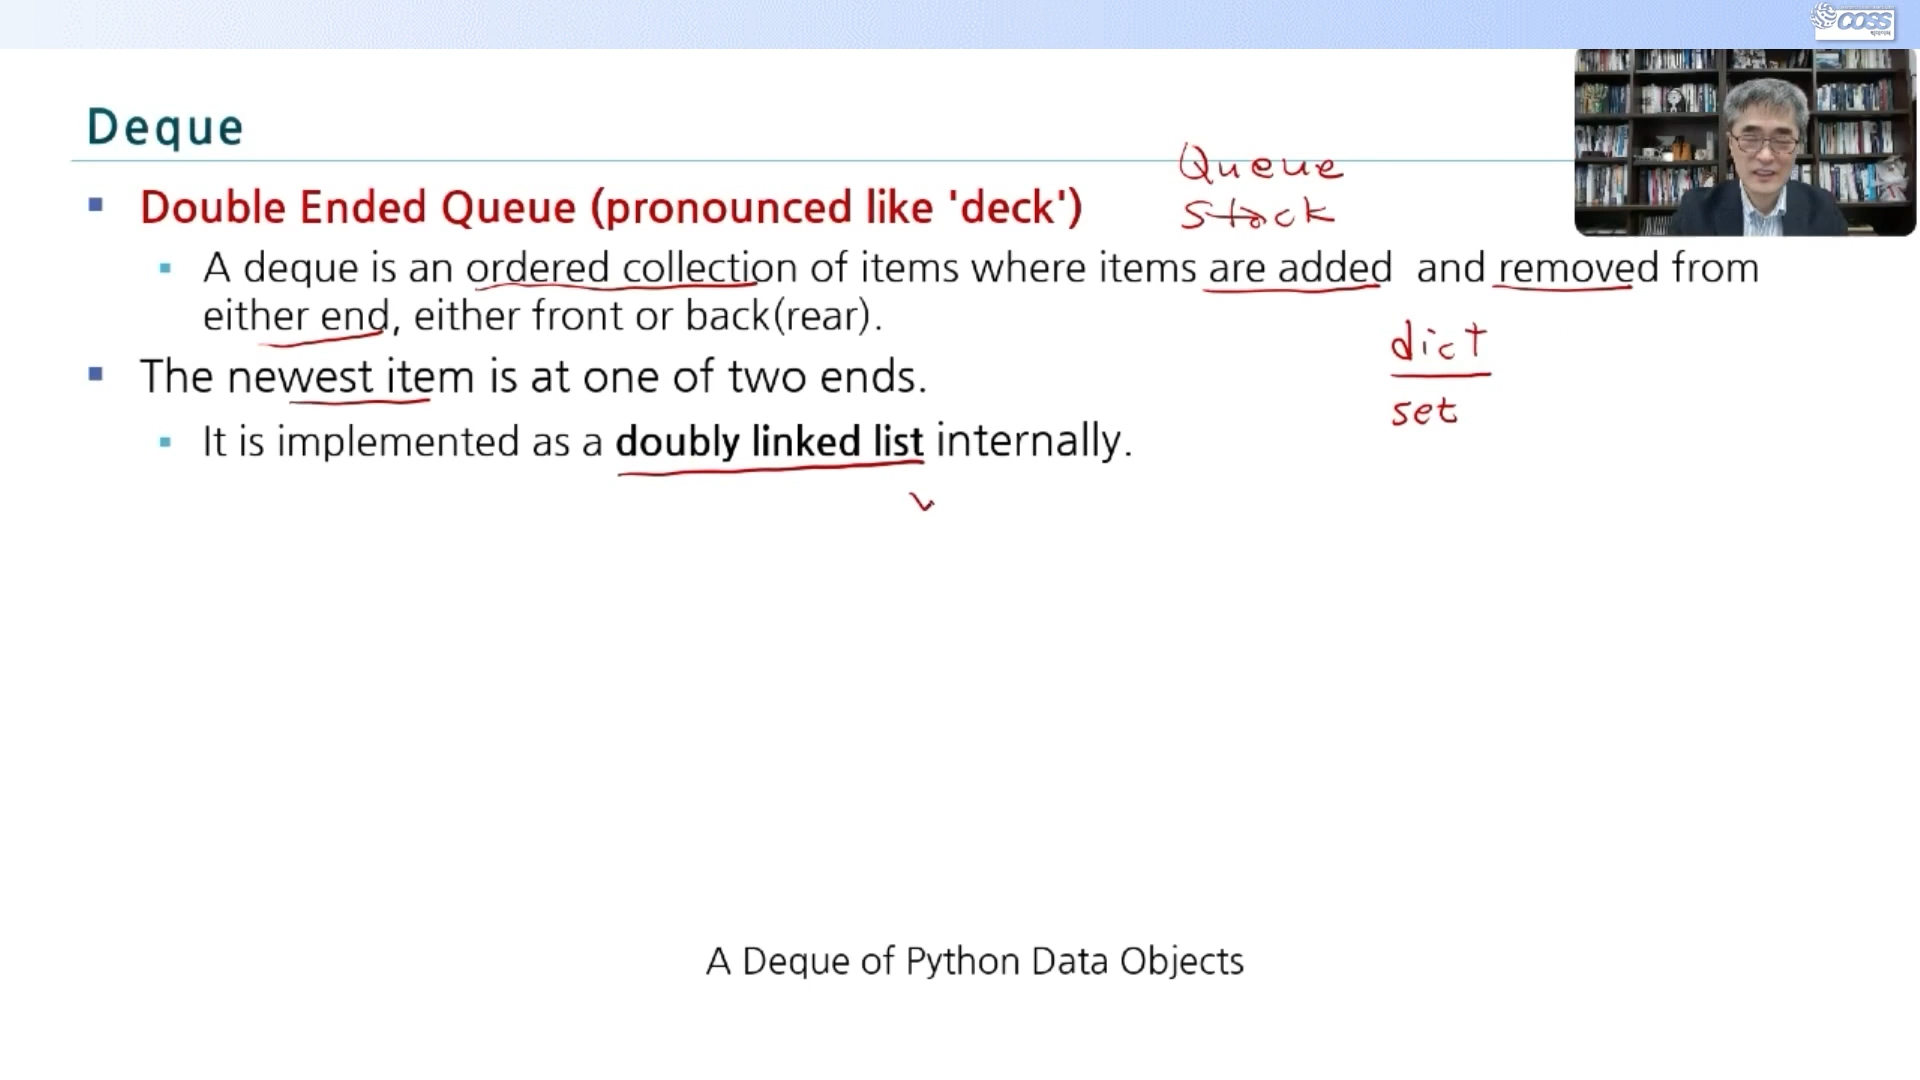 COSS
Deque
Queue
Stack
Double Ended Queue (pronounced like 'deck')
A deque is an ordered collection of items where items are added and removed from
either end, either front or back(rear).
dict
The newest item is at one of two ends.
set
It is implemented as a doubly linked list internally.
A Deque of Python Data Objects